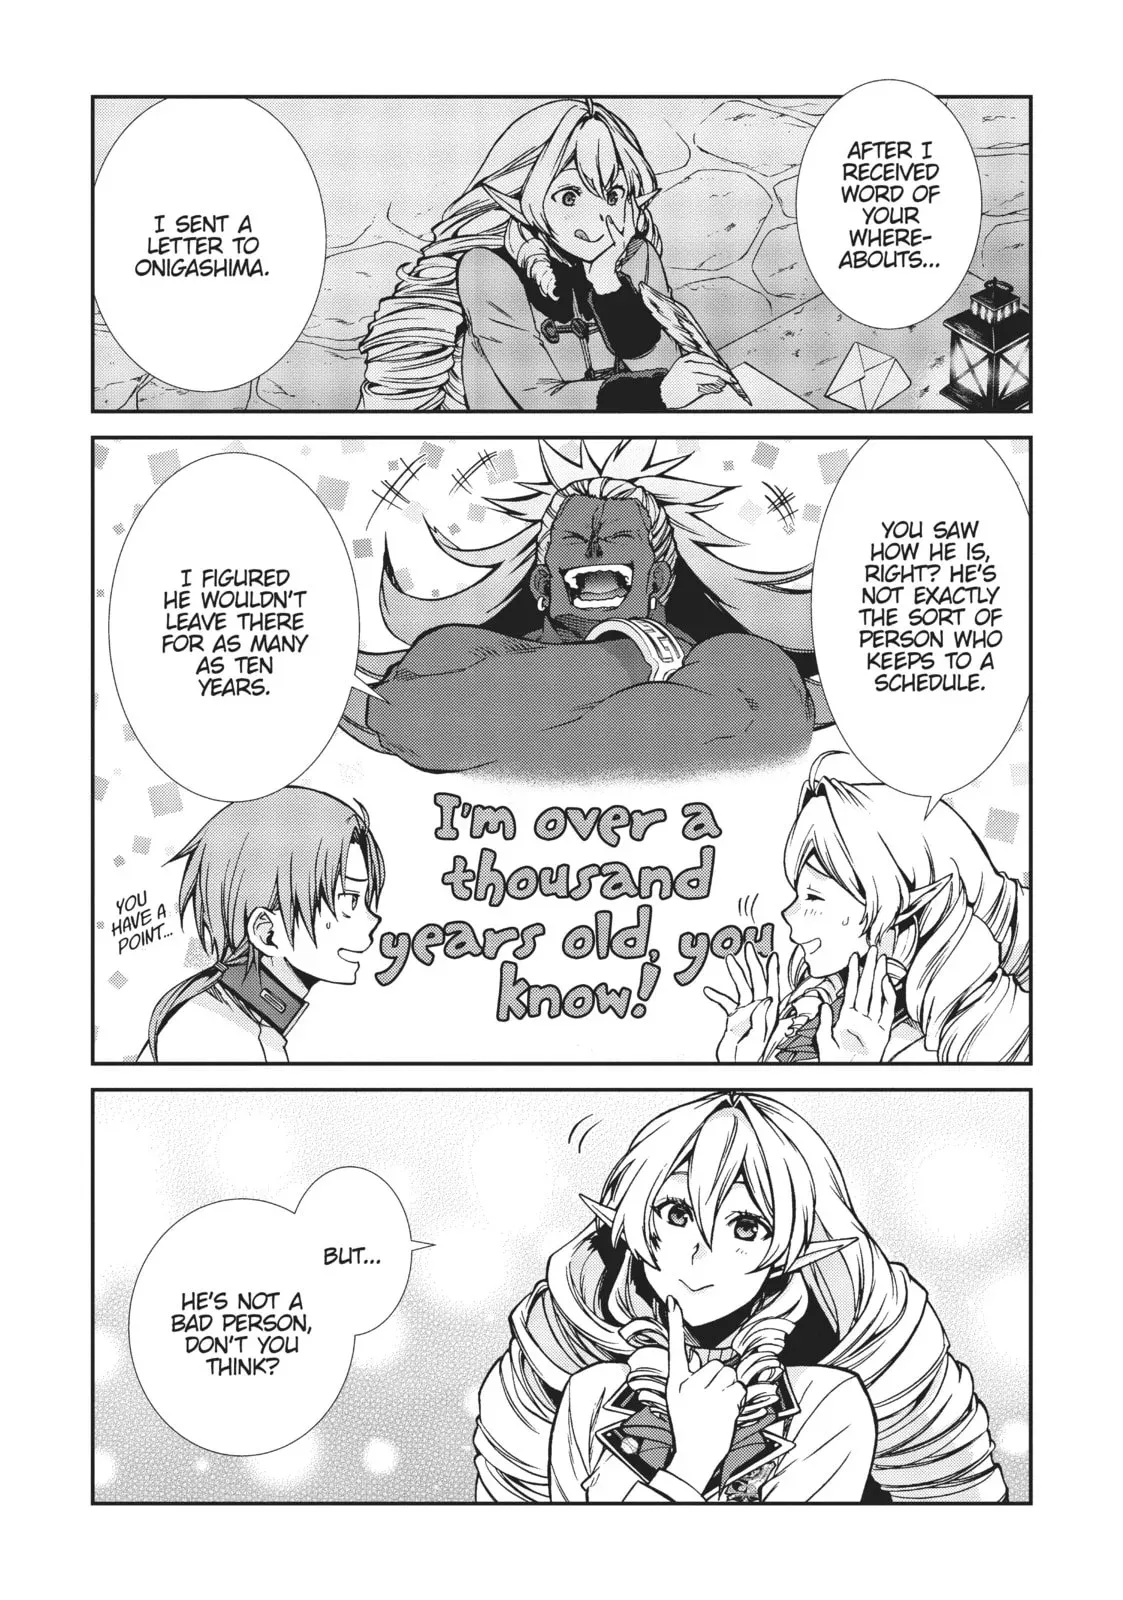 AFTER I
RECEIVED
WORD OF
YOUR
WHERE-
ABOUTS...
I SENT A
LETTER TO
ONIGASHIMA.
YOU SAW
HOW HE IS,
RIGHT? HE'S
NOT EXACTLY
THE SORT OF
PERSON WHO
KEEPS TO A
SCHEDULE.
I FIGURED
HE WOULDN'T
LEAVE THERE
FOR AS MANY
AS TEN
YEARS.
I'm over a
thousand
years old, you
know!
YOU
HAVE A
POINT...
BUT...
HE'S NOT A
BAD PERSON,
DON'T YOU
THINK?